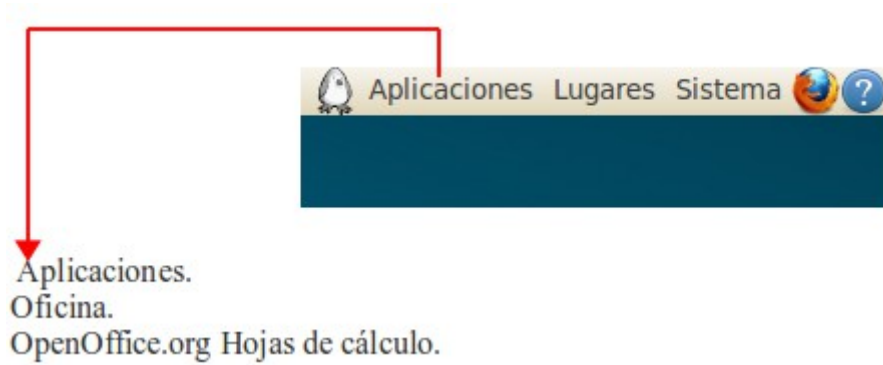 Aplicaciones Lugares Sistema ?
Aplicaciones.
Oficina.
OpenOffice.org Hojas de cálculo.